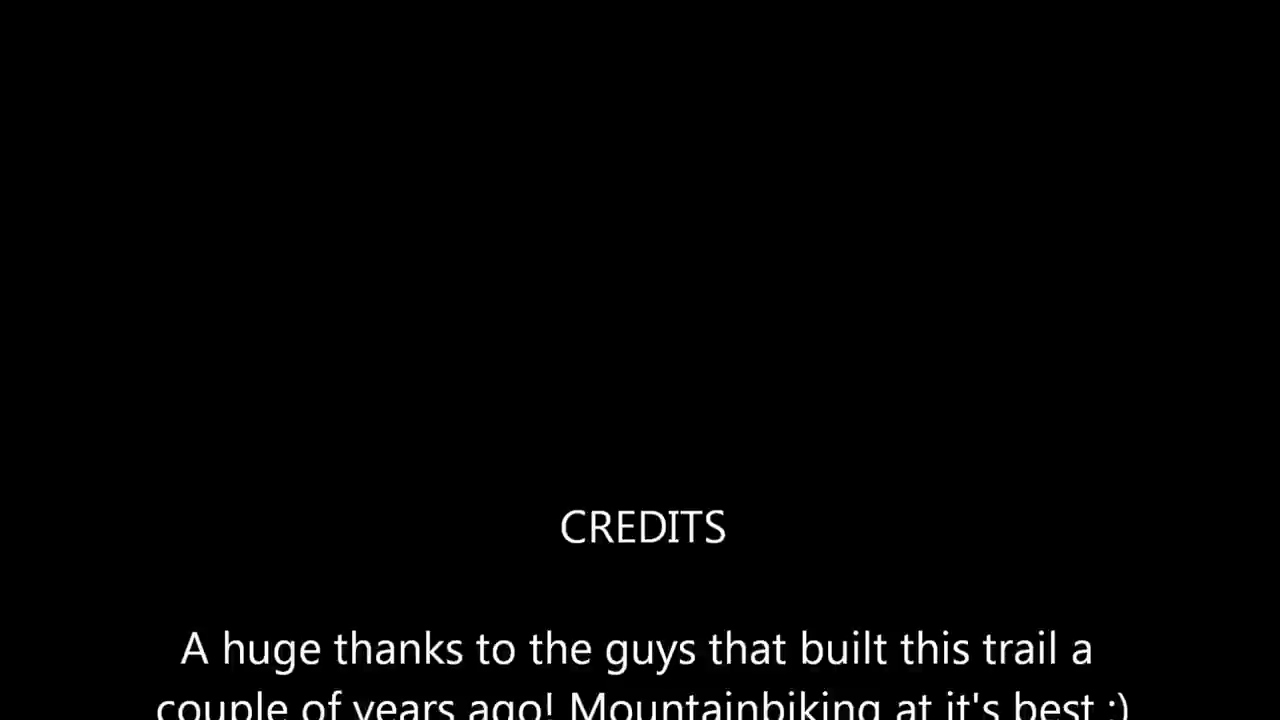 CREDITS
A huge thanks to the guys that built this trail a
couple of years ago! Mountainbiking at it's best :)